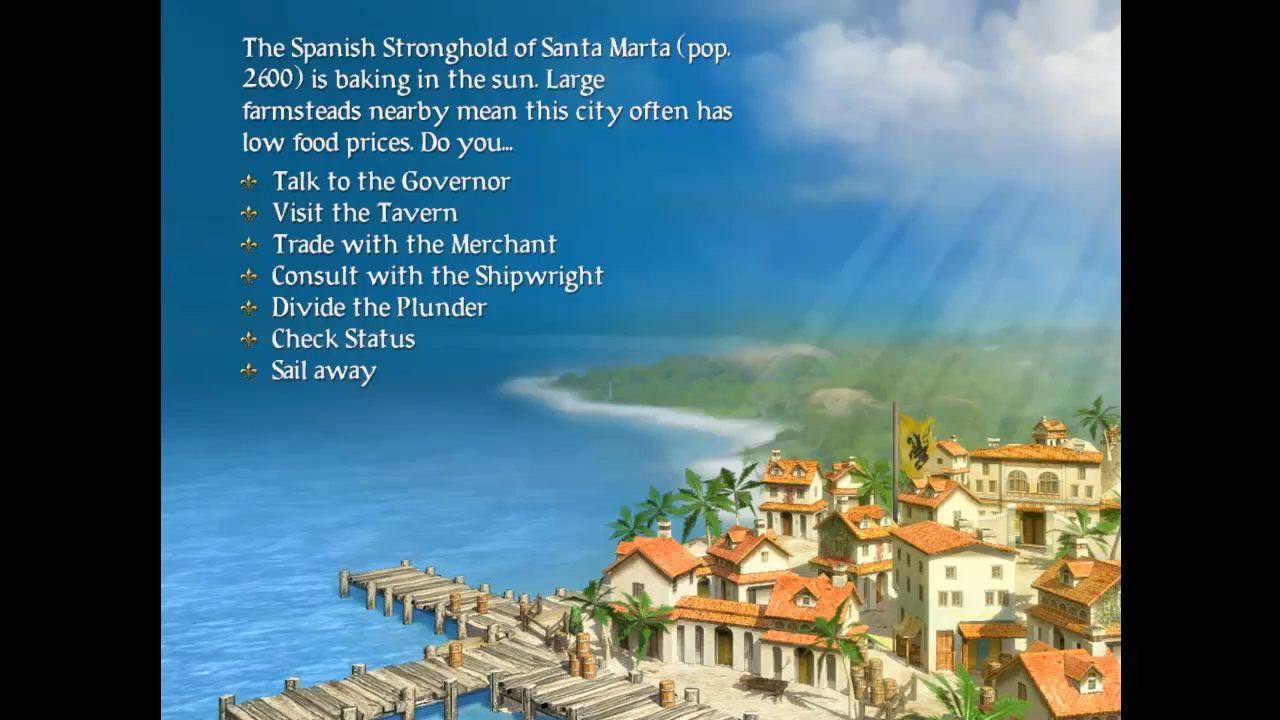 The Spanish Stronghold of Santa Marta (pop.
2600) is baking in the sun. Large
farmsteads nearby mean this city often has
low food prices. Do you...
Talk to the Governor
Visit the Tavern
Trade with the Merchant
Consult with the Shipwright
Divide the Plunder
Check Status
Sail away